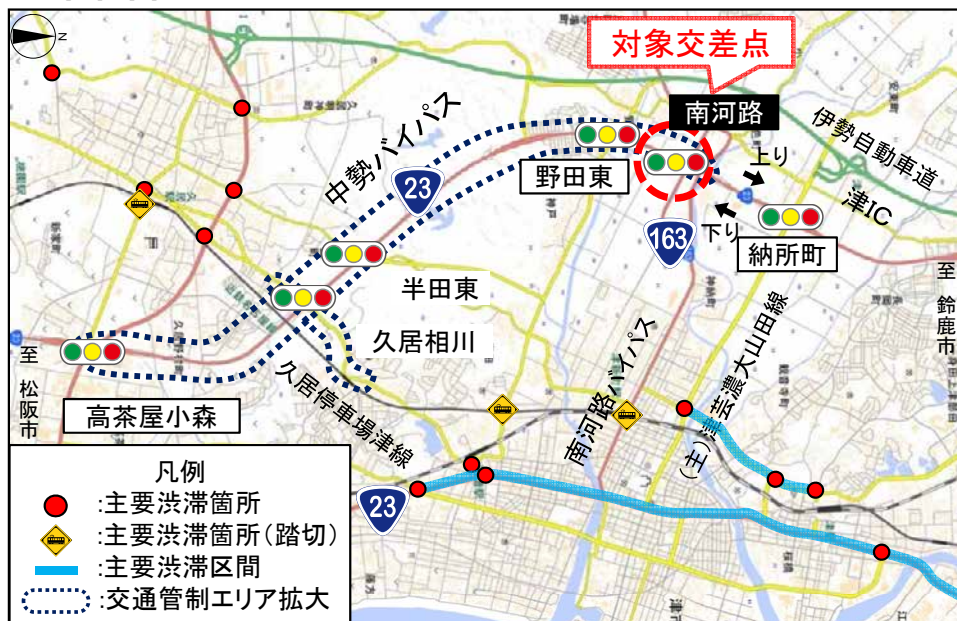 対象交差点
南河路
N
伊勢自動車道
上り
津IC
中勢バイパス
23
野田東
163
下り
納所町
半田東
久居相川
至 鈴鹿市
至 松阪市
高茶屋小森
久居停車場津線
南河路バイパス
(主)津芸濃大山田線
23
凡例
:主要渋滞箇所
:主要渋滞箇所(踏切)
:主要渋滞区間
:交通管制エリア拡大